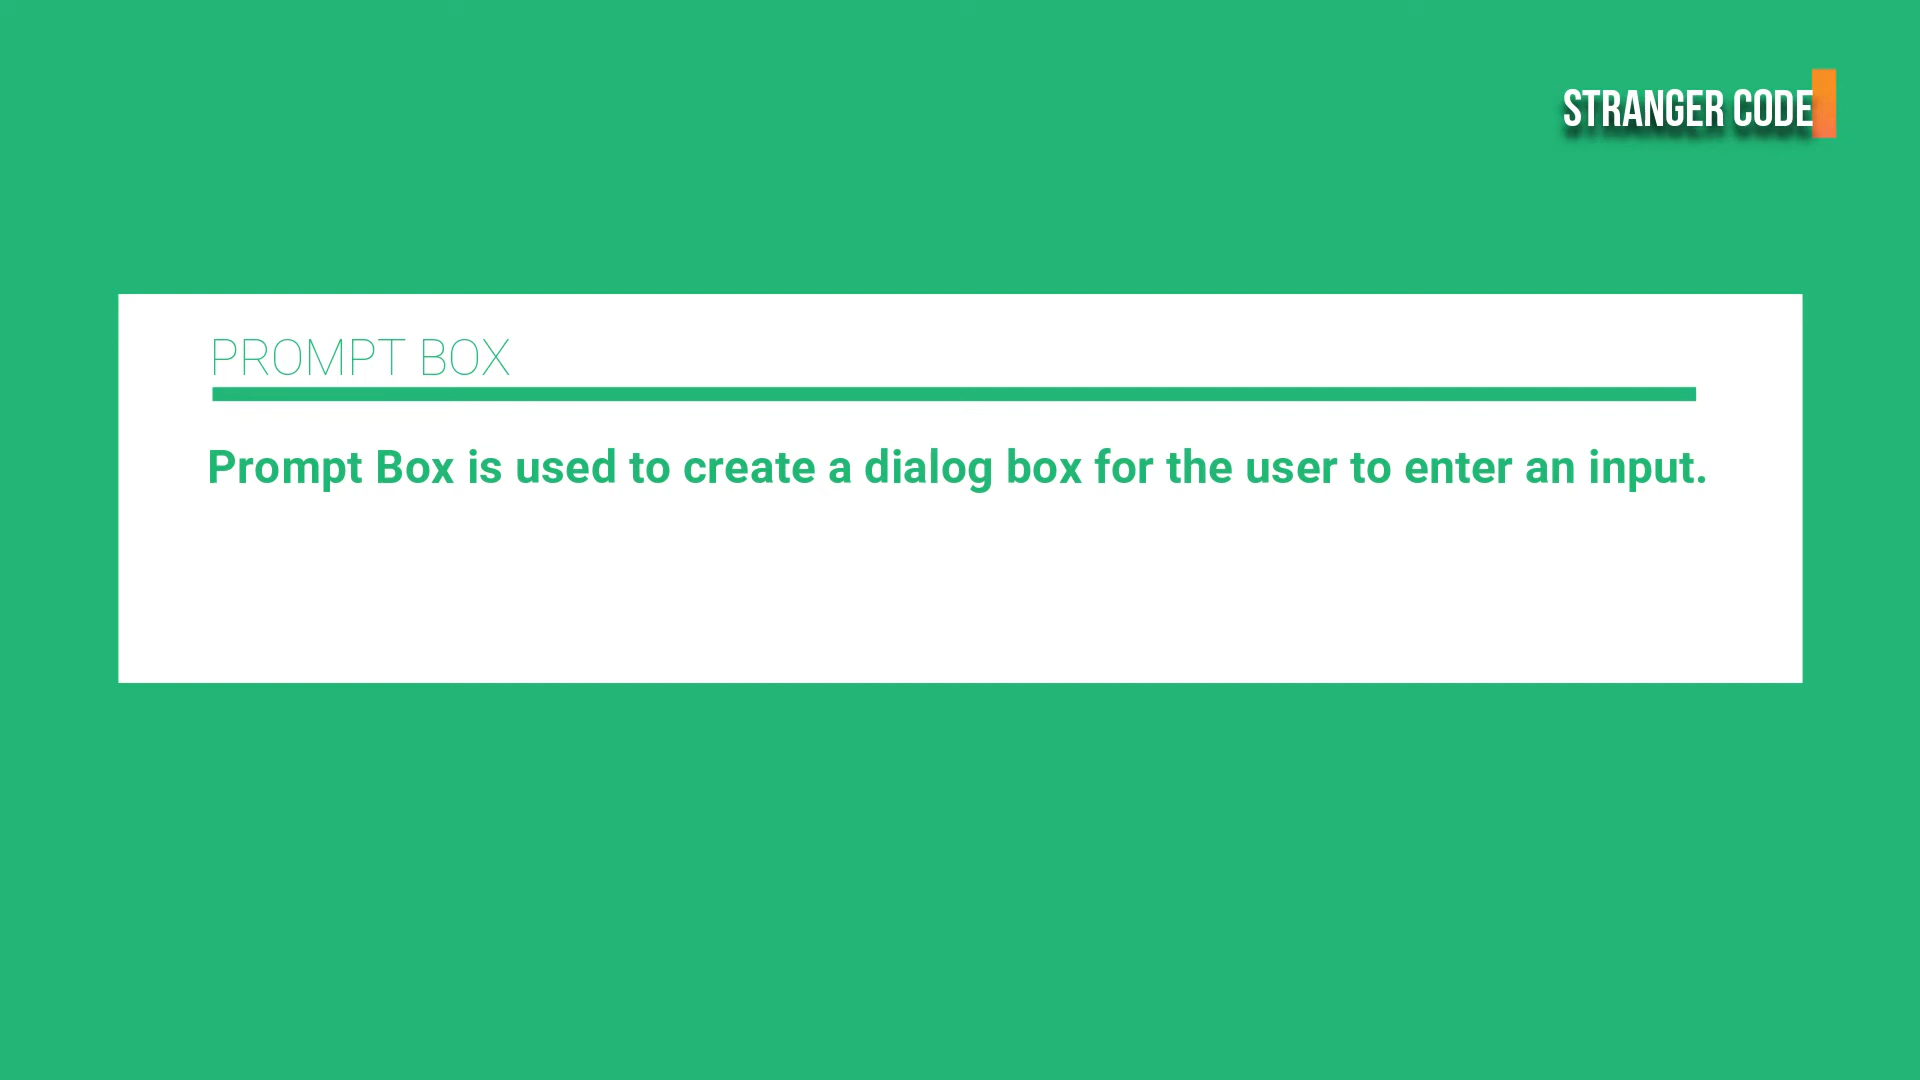 STRANGER CODE
PROMPT BOX
Prompt Box is used to create a dialog box for the user to enter an input.